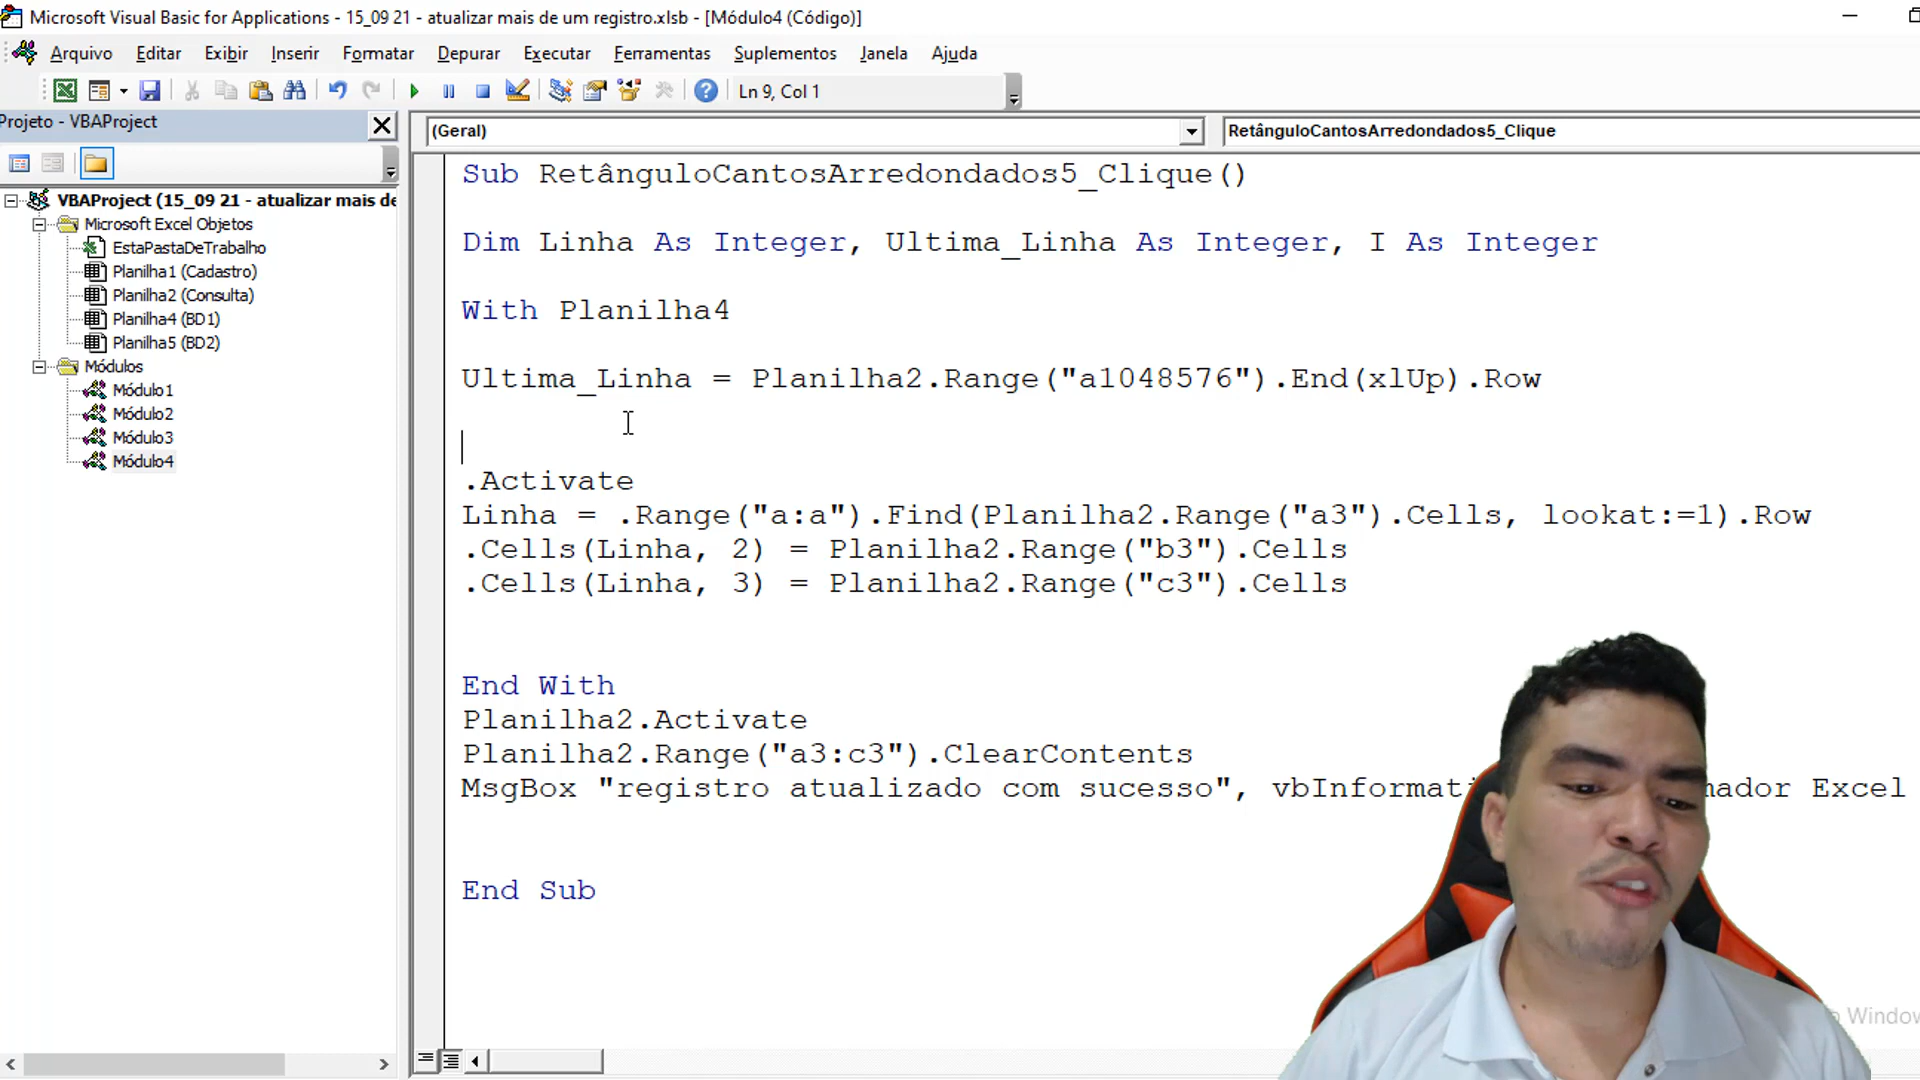 Microsoft Visual Basic for Applications - 15_09 21 - atualizar mais de um registro.xlsb - [Módulo4 (Código)]
Arquivo Editar Exibir Inserir Formatar Depurar Executar Ferramentas Suplementos Janela Ajuda
Ln 9, Col 1
Projeto - VBAProject
(Geral)
RetânguloCantosArredondados5_Clique
VBAProject (15_09 21 - atualizar mais de
Microsoft Excel Objetos
EstaPastaDeTrabalho
Planilha1 (Cadastro)
Planilha2 (Consulta)
Planilha4 (BD1)
Planilha5 (BD2)
Módulos
Módulo1
Módulo2
Módulo3
Módulo4
Sub RetânguloCantosArredondados5_Clique()
Dim Linha As Integer, Ultima_Linha As Integer, I As Integer
With Planilha4
Ultima_Linha = Planilha2.Range("a1048576").End(xlUp).Row
.Activate
Linha = .Range("a:a").Find(Planilha2.Range("a3").Cells, lookat:=1).Row
.Cells(Linha, 2) = Planilha2.Range("b3").Cells
.Cells(Linha, 3) = Planilha2.Range("c3").Cells
End With
Planilha2.Activate
Planilha2.Range("a3:c3").ClearContents
MsgBox "registro atualizado com sucesso", vbInformati mador Excel
End Sub
Window